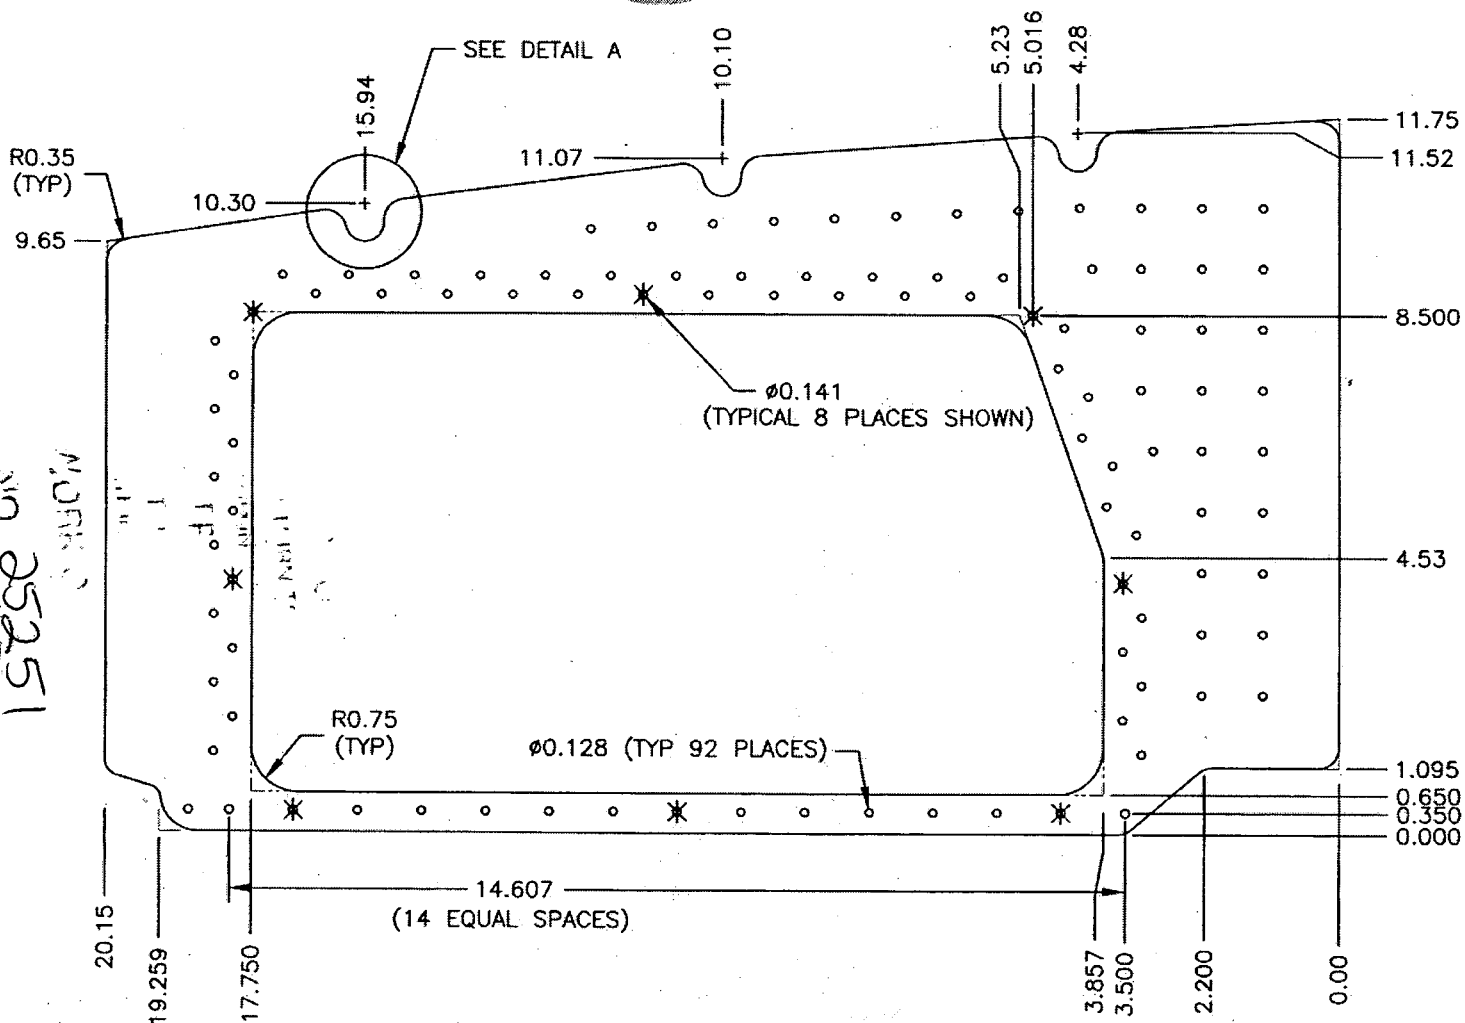 SEE DETAIL A
15.94
10.10
5.23
5.016
4.28
R0.35
(TYP)
11.07
11.75
11.52
10.30
9.65
8.500
Ø0.141
(TYPICAL 8 PLACES SHOWN)
4.53
25251
R0.75
(TYP)
Ø0.128 (TYP 92 PLACES)
1.095
0.650
0.350
0.000
14.607
(14 EQUAL SPACES)
20.15
19.259
17.750
3.857
3.500
2.200
0.00